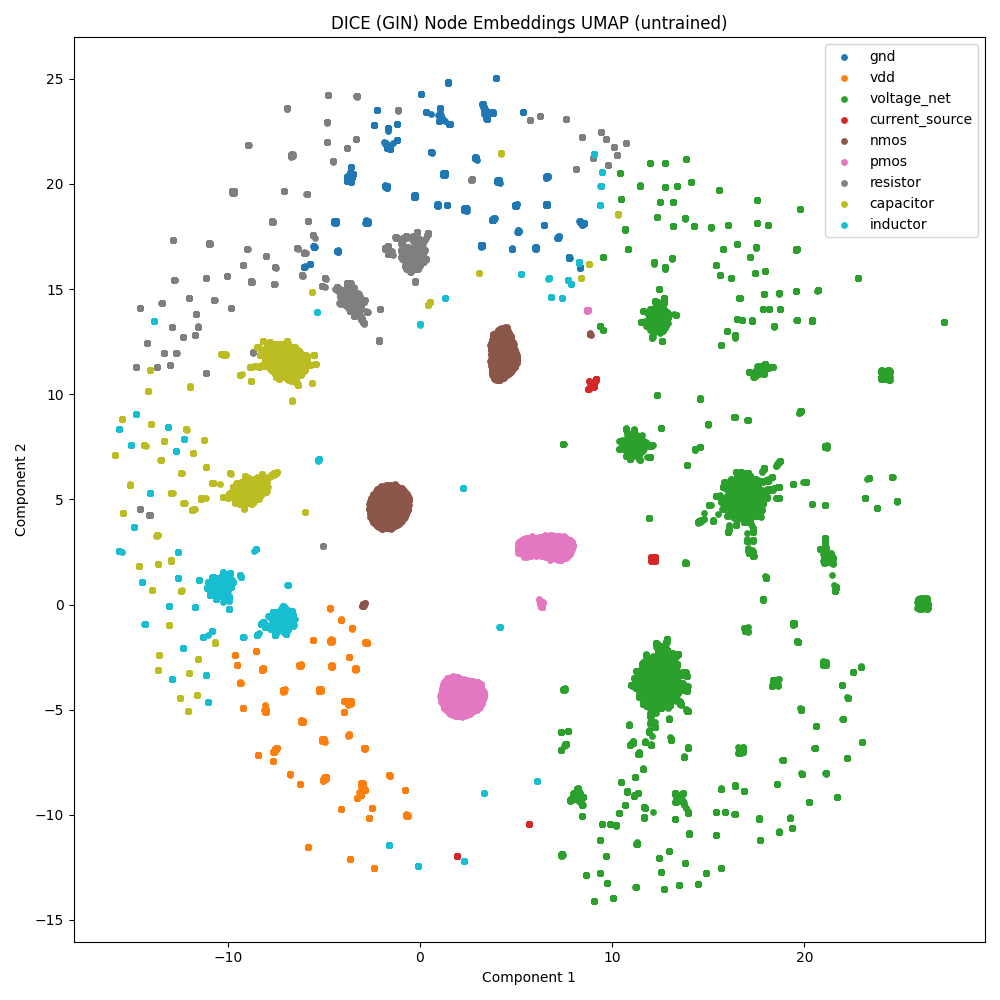 DICE (GIN) Node Embeddings UMAP (untrained)
gnd
vdd
voltage_net
current_source
nmos
pmos
resistor
capacitor
inductor
25
20
15
10
5
0
−5
−10
−15
Component 2
−10
0
10
20
Component 1